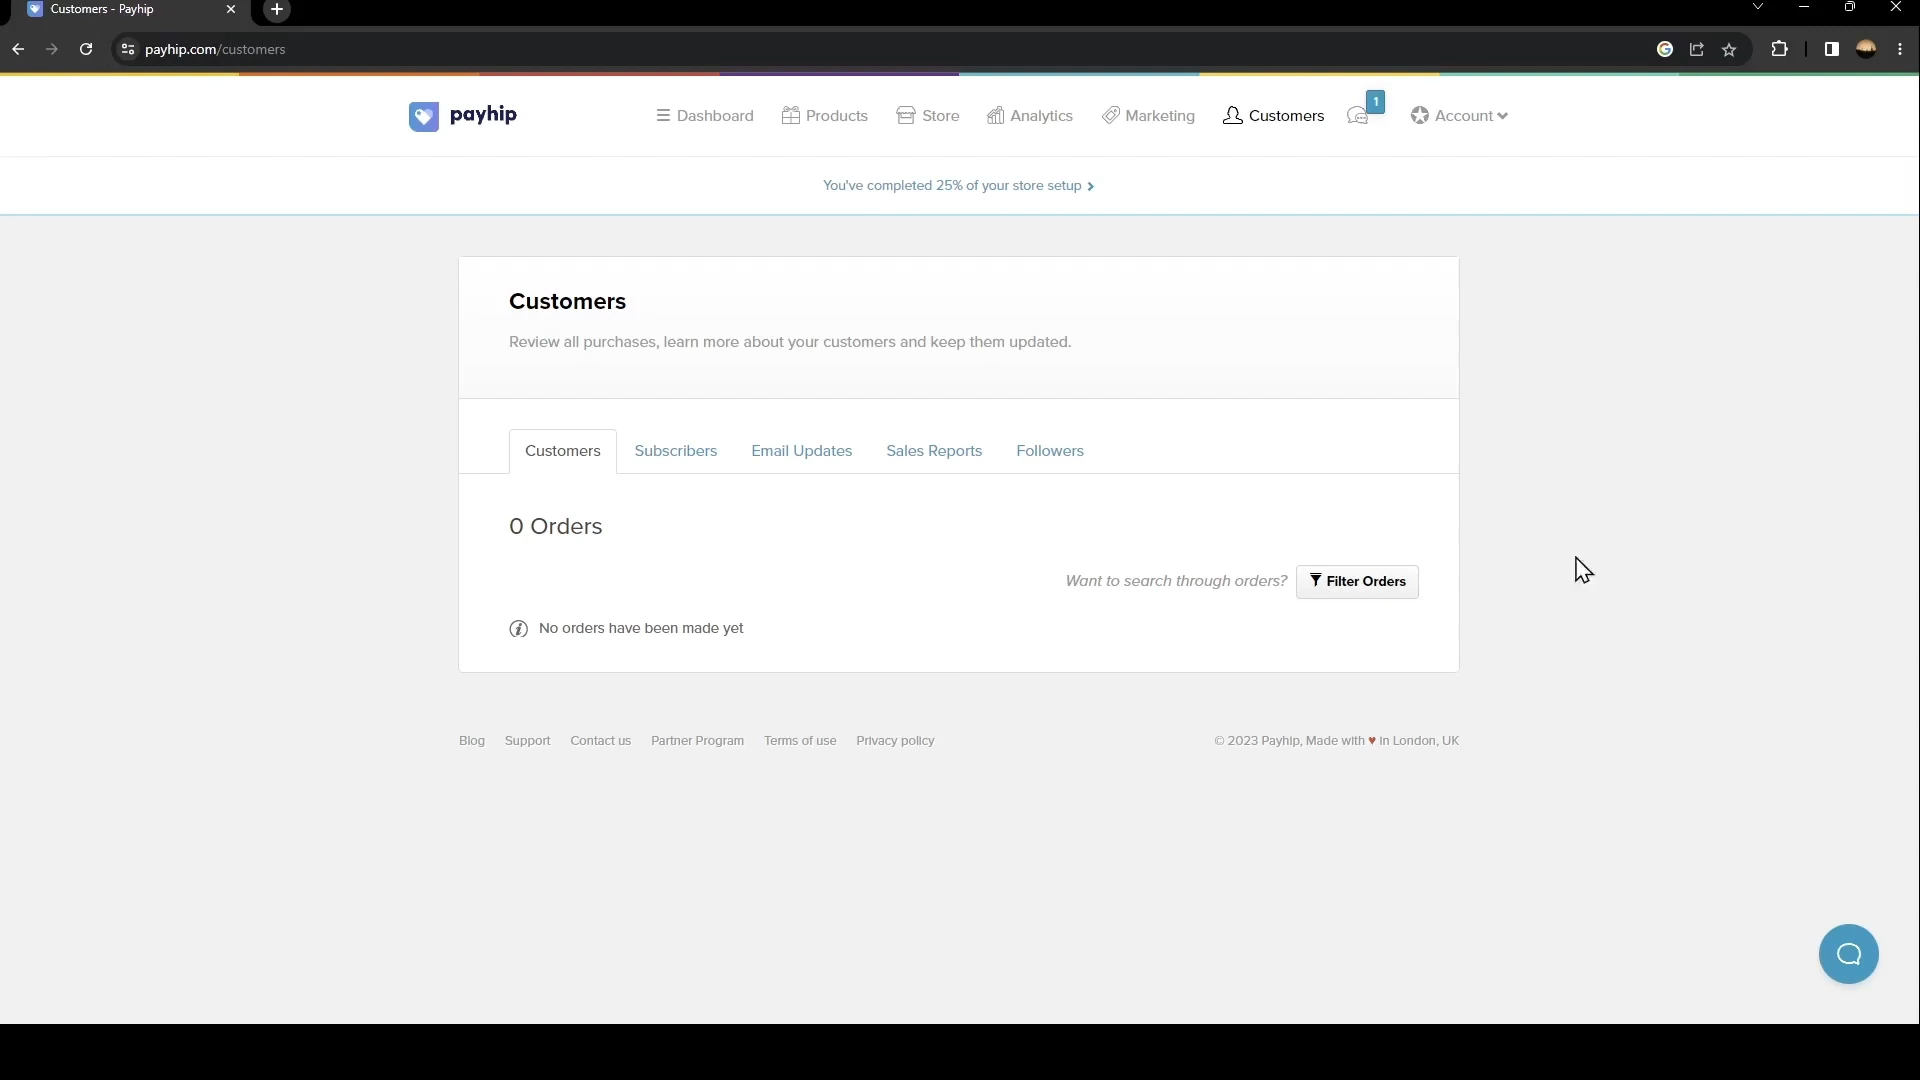 Customers - Payhip
payhip.com/customers
payhip
Dashboard
Products
Store
Analytics
Marketing
Customers
1
Account
You've completed 25% of your store setup
Customers
Review all purchases, learn more about your customers and keep them updated.
Customers
Subscribers
Email Updates
Sales Reports
Followers
0 Orders
Want to search through orders?
Filter Orders
No orders have been made yet
Blog
Support
Contact us
Partner Program
Terms of use
Privacy policy
© 2023 Payhip, Made with ♥ in London, UK